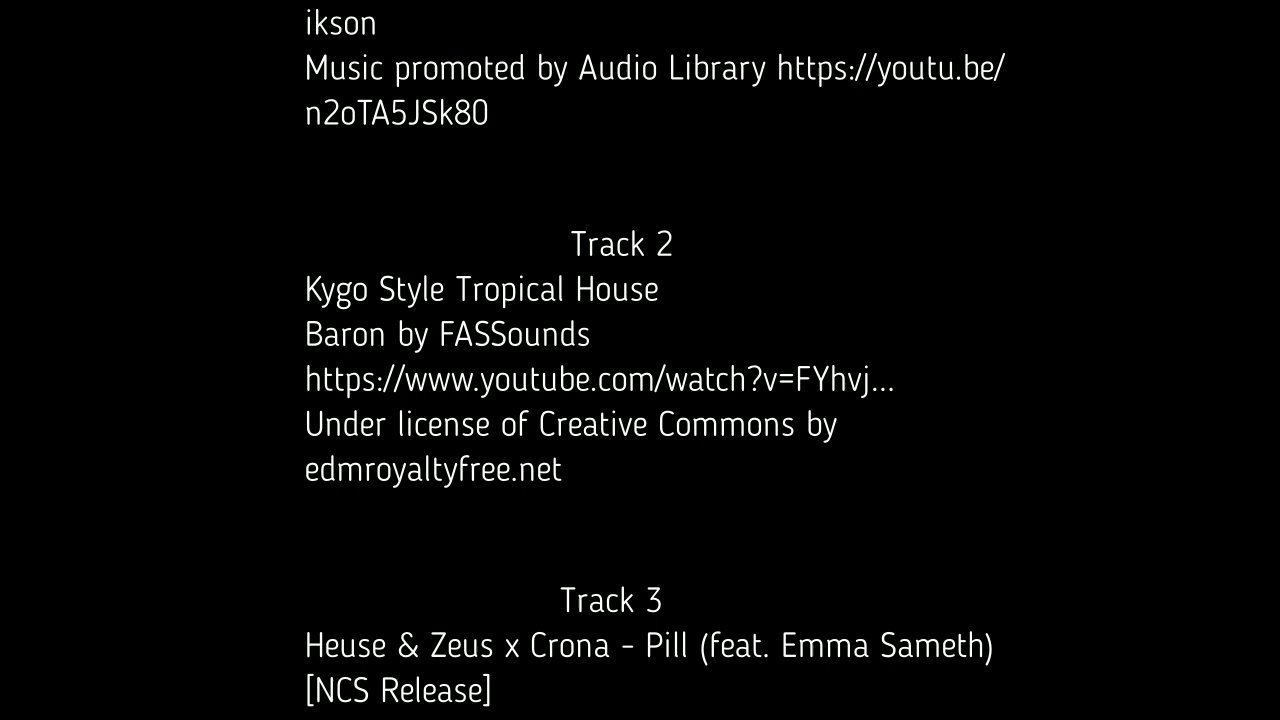 ikson
Music promoted by Audio Library https://youtu.be/
n2oTA5JSk80
Track 2
Kygo Style Tropical House
Baron by FASSounds
https://www.youtube.com/watch?v=FYhvj...
Under license of Creative Commons by
edmroyaltyfree.net
Track 3
Heuse & Zeus x Crona - Pill (feat. Emma Sameth)
[NCS Release]